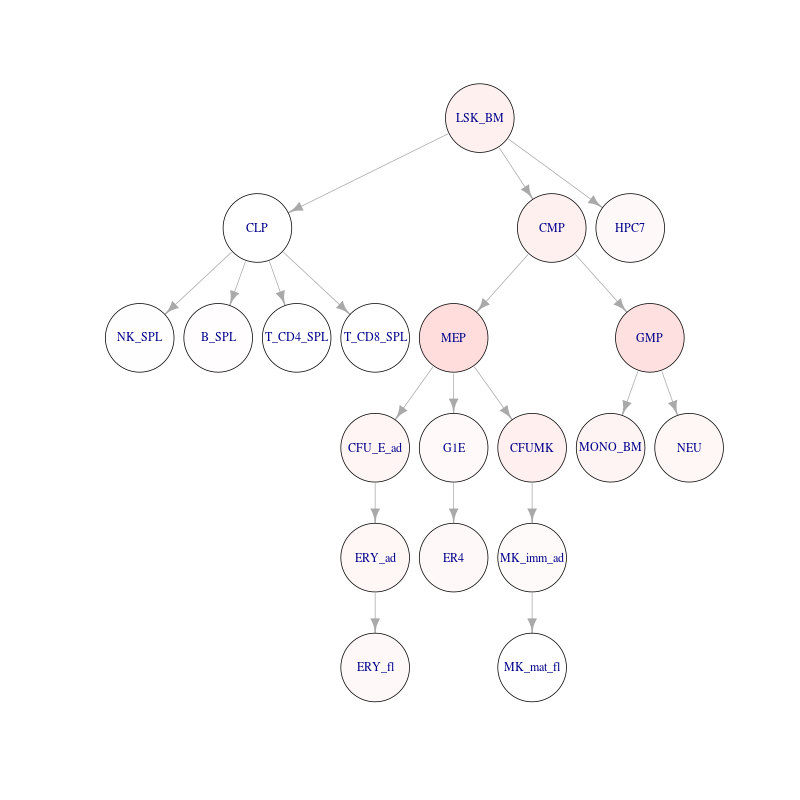 LSK_BM
CLP
CMP
HPC7
NK_SPL
B_SPL
T_CD4_SPL
T_CD8_SPL
MEP
GMP
CFU_E_ad
G1E
CFUMK
MONO_BM
NEU
ERY_ad
ER4
MK_imm_ad
ERY_fl
MK_mat_fl